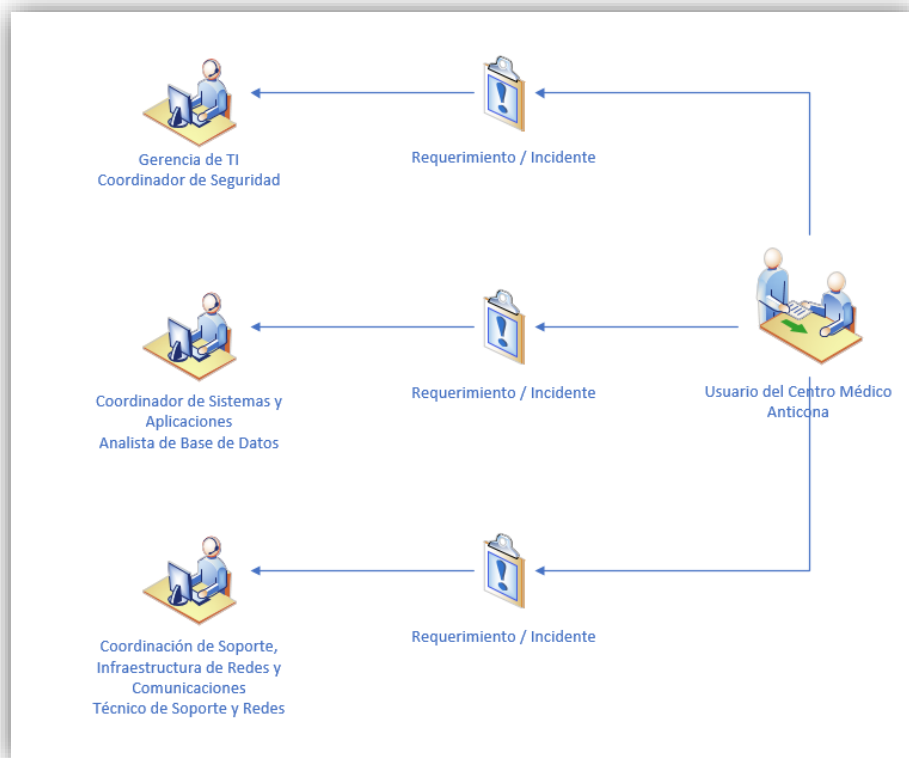 Gerencia de TI
Coordinador de Seguridad
Requerimiento / Incidente
Coordinador de Sistemas y
Aplicaciones
Analista de Base de Datos
Requerimiento / Incidente
Usuario del Centro Médico
Anticona
Coordinación de Soporte,
Infraestructura de Redes y
Comunicaciones
Técnico de Soporte y Redes
Requerimiento / Incidente